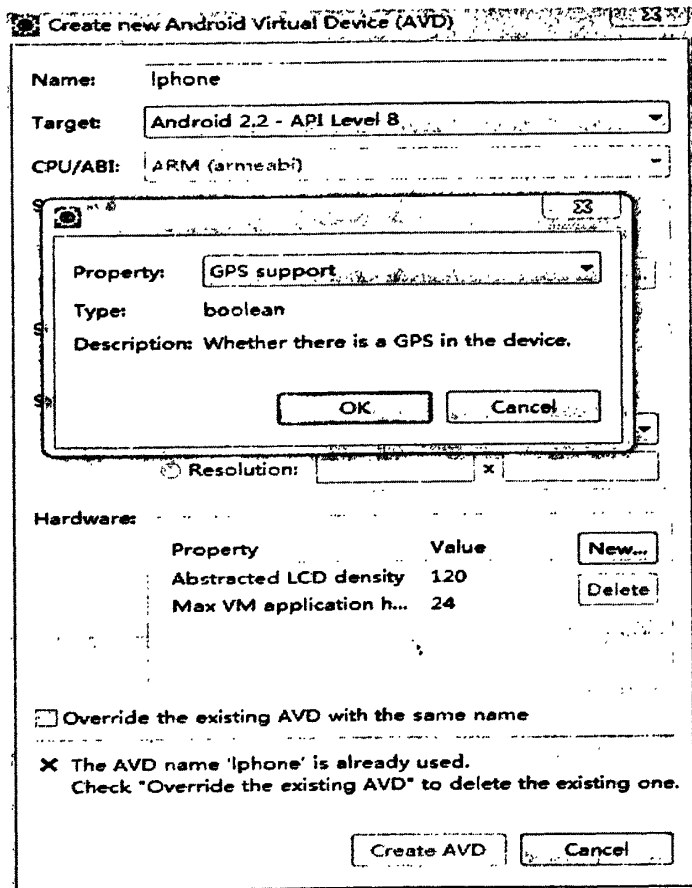 Create new Android Virtual Device (AVD)
Name: Iphone
Target: Android 2.2 - API Level 8
CPU/ABI: ARM (armeabi)
Property: GPS support
Type: boolean
Description: Whether there is a GPS in the device.
OK Cancel
Resolution: x
Hardware:
Property Value New...
Abstracted LCD density 120 Delete
Max VM application h... 24
Override the existing AVD with the same name
The AVD name 'Iphone' is already used.
Check "Override the existing AVD" to delete the existing one.
Create AVD Cancel